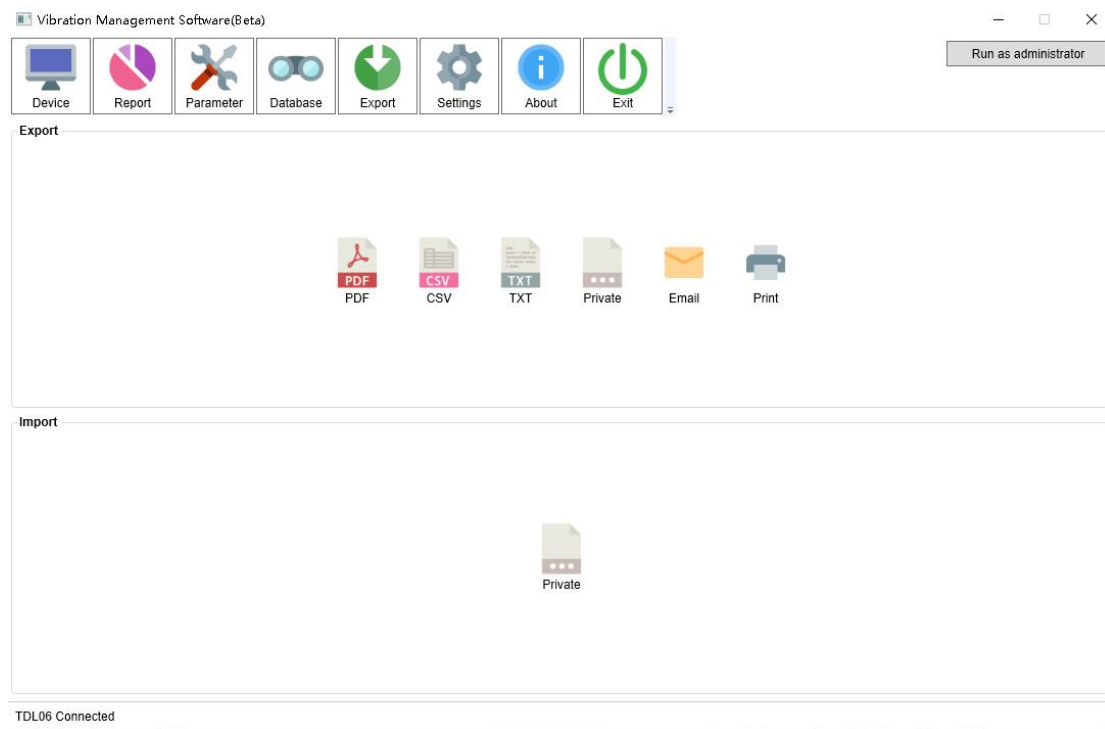 Vibration Management Software(Beta)
Run as administrator
Device Report Parameter Database Export Settings About Exit
Export
PDF CSV TXT
PDF CSV TXT Private Email Print
Import
Private
TDL06 Connected